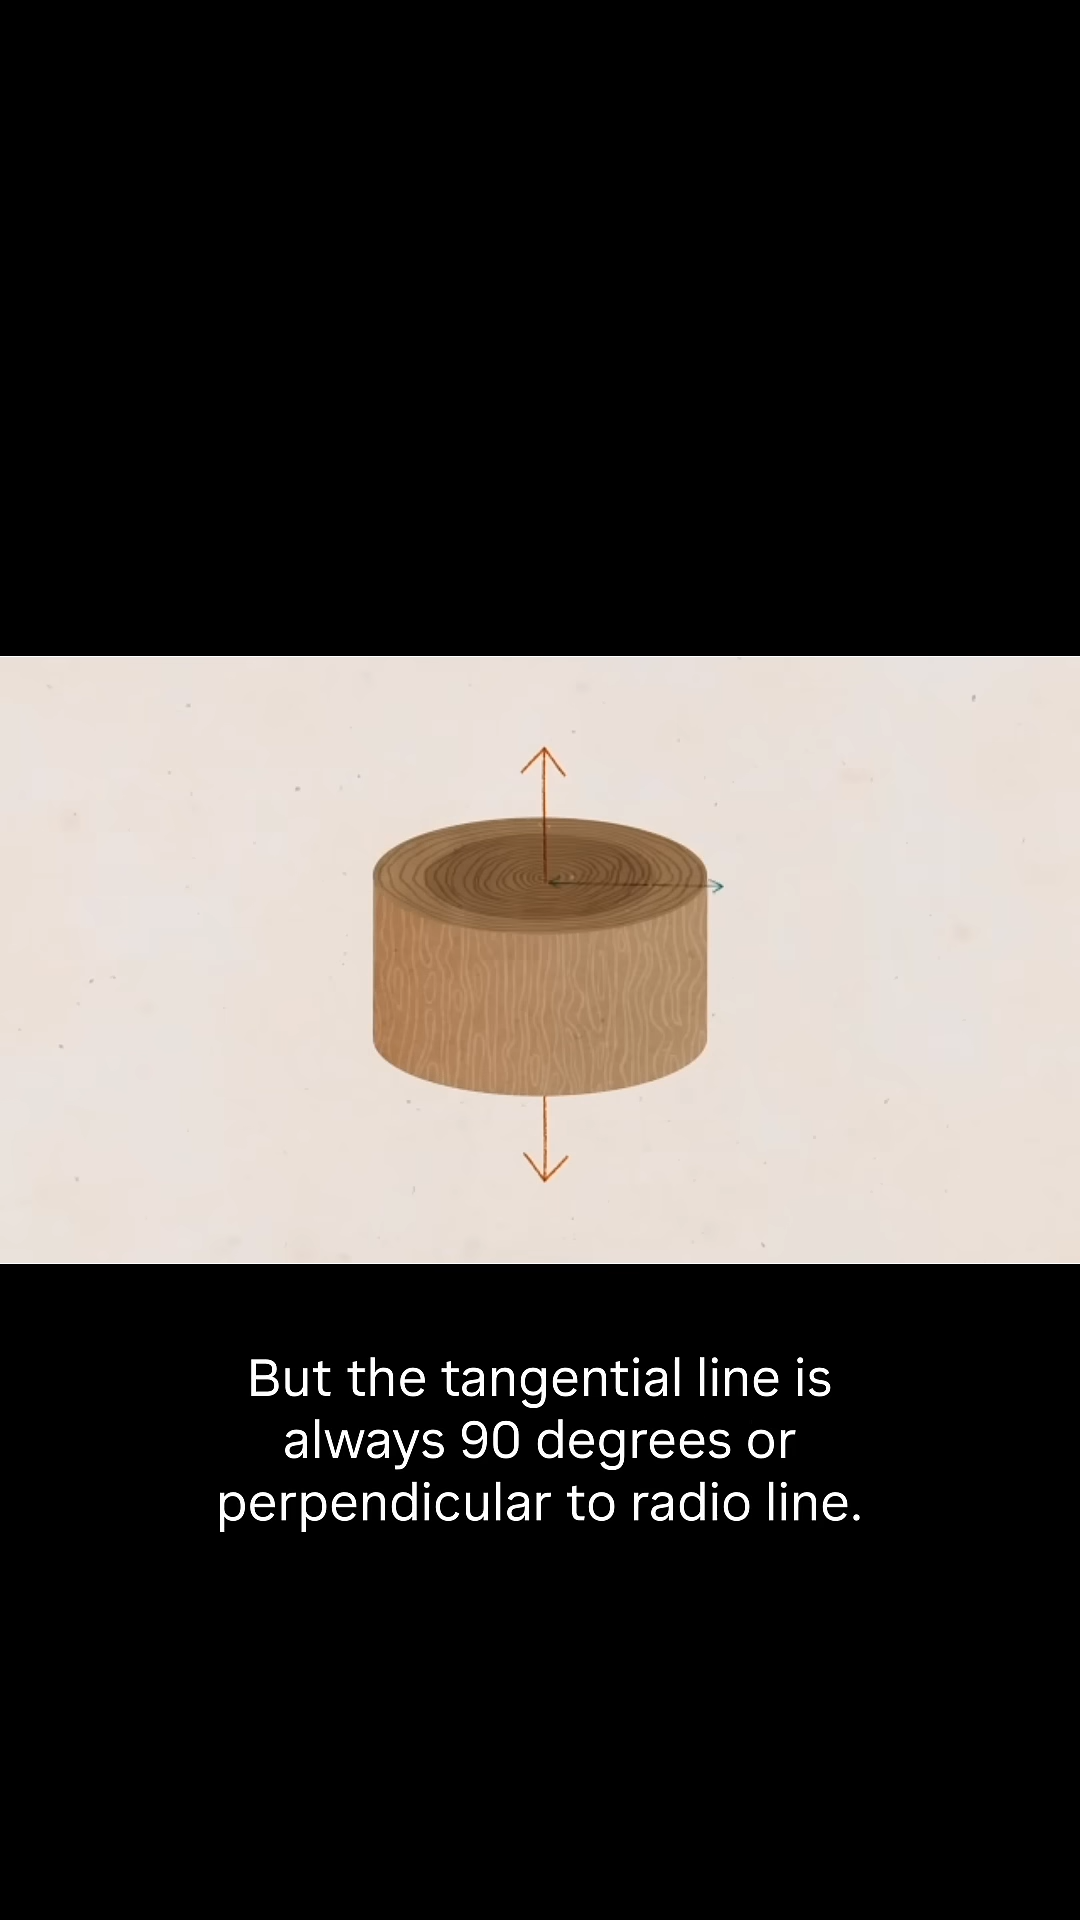 But the tangential line is
always 90 degrees or
perpendicular to radio line.